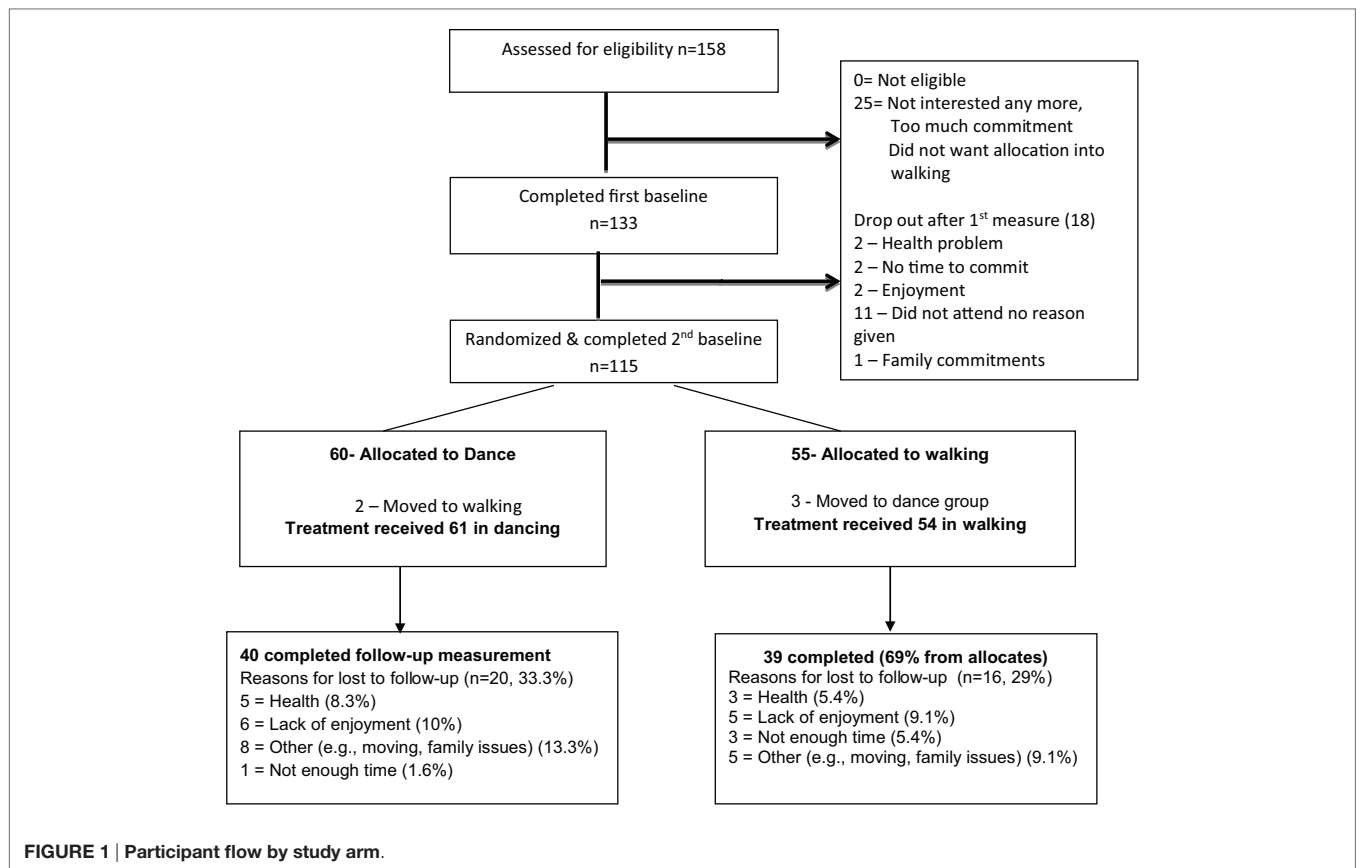 Assessed for eligibility n=158
0= Not eligible
25= Not interested any more,
Too much commitment
Did not want allocation into
walking
Completed first baseline
n=133
Drop out after 1st measure (18)
2 – Health problem
2 – No time to commit
2 – Enjoyment
11 – Did not attend no reason
given
1 – Family commitments
Randomized & completed 2nd baseline
n=115
60- Allocated to Dance
2 – Moved to walking
Treatment received 61 in dancing
55- Allocated to walking
3 - Moved to dance group
Treatment received 54 in walking
40 completed follow-up measurement
Reasons for lost to follow-up (n=20, 33.3%)
5 = Health (8.3%)
6 = Lack of enjoyment (10%)
8 = Other (e.g., moving, family issues) (13.3%)
1 = Not enough time (1.6%)
39 completed (69% from allocates)
Reasons for lost to follow-up (n=16, 29%)
3 = Health (5.4%)
5 = Lack of enjoyment (9.1%)
3 = Not enough time (5.4%)
5 = Other (e.g., moving, family issues) (9.1%)
FIGURE 1 | Participant flow by study arm.